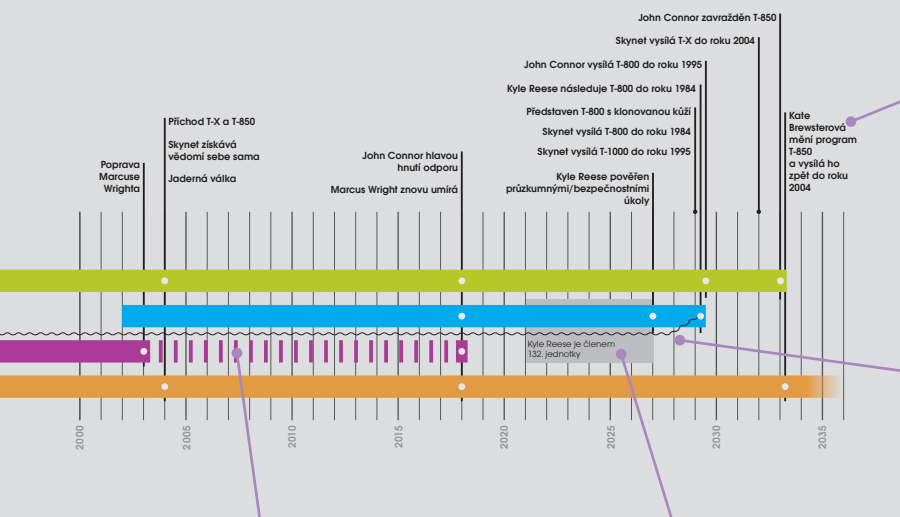 John Connor zavražděn T-850
Skynet vysílá T-X do roku 2004
John Connor vysílá T-800 do roku 1995
Kyle Reese následuje T-800 do roku 1984
Představen T-800 s klonovanou kůží
Skynet vysílá T-800 do roku 1984
Skynet vysílá T-1000 do roku 1995
Kyle Reese pověřen
průzkumnými/bezpečnostními
úkoly
Kate
Brewsterová
mění program
T-850
a vysílá ho
zpět do roku
2004
Příchod T-X a T-850
Skynet získává
vědomí sebe sama
Jaderná válka
Poprava
Marcuse
Wrighta
John Connor hlavou
hnutí odporu
Marcus Wright znovu umírá
Kyle Reese je členem
132. jednotky
2000
2005
2010
2015
2020
2025
2030
2035